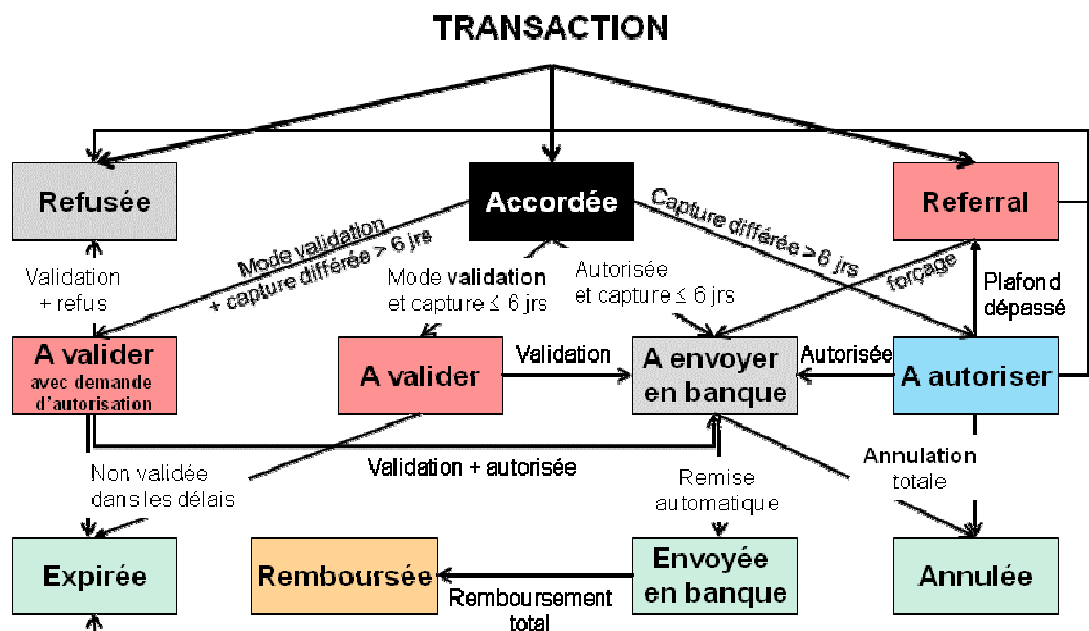 TRANSACTION
Refusée
Accordée
Referral
Mode validation
+ capture différée > 6 jrs
Capture différée > 6 jrs
Validation
+ refus
Mode validation
et capture ≤ 6 jrs
Autorisée
et capture ≤ 6 jrs
forçage
Plafond
dépassé
A valider
avec demande
d'autorisation
A valider
Validation
A envoyer
en banque
Autorisée
A autoriser
Validation + autorisée
Non validée
dans les délais
Remise
automatique
Annulation
totale
Expirée
Remboursée
Remboursement
total
Envoyée
en banque
Annulée